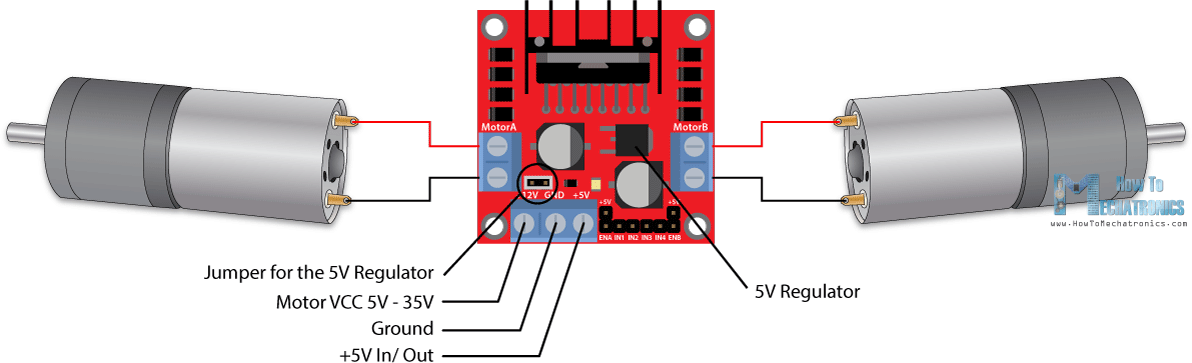 MotorA
MotorB
12V GND +5V
+5V
+5V
ENA IN1 IN2 IN3 IN4 ENB
Jumper for the 5V Regulator
Motor VCC 5V - 35V
Ground
+5V In/ Out
5V Regulator
How To
Mechatronics
www.HowToMechatronics.com